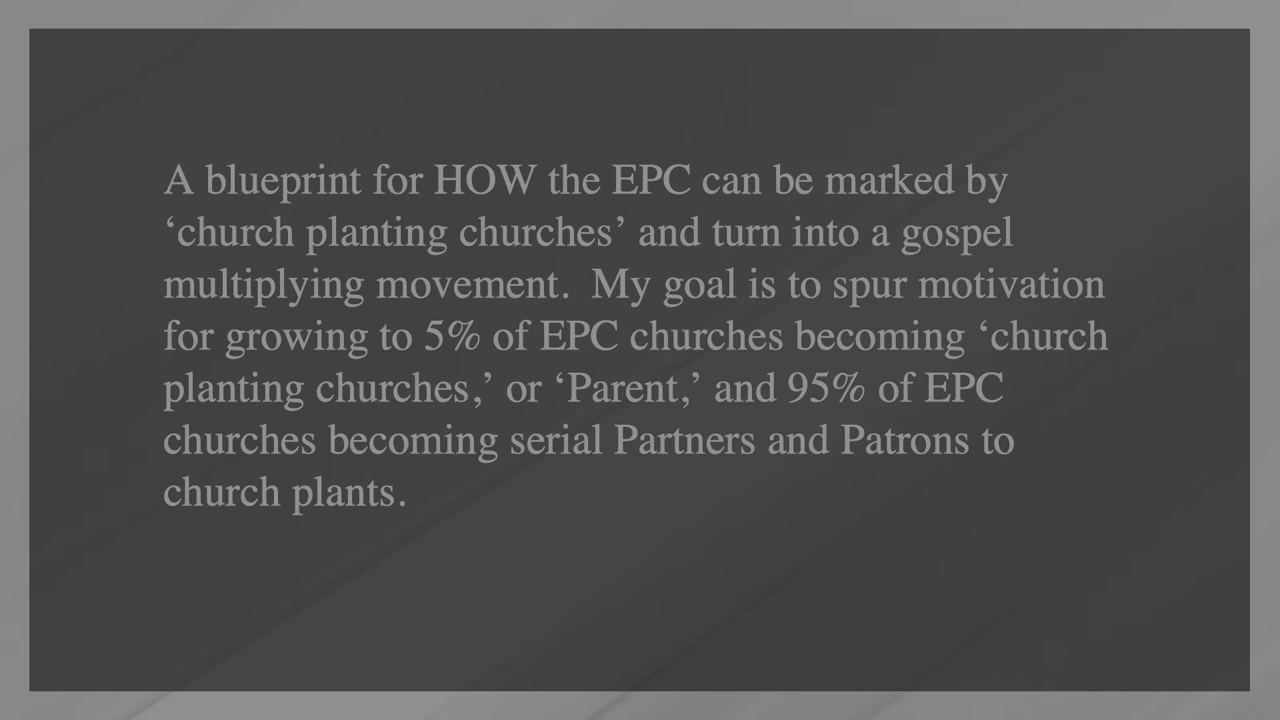 A blueprint for HOW the EPC can be marked by
‘church planting churches’ and turn into a gospel
multiplying movement.  My goal is to spur motivation
for growing to 5% of EPC churches becoming ‘church
planting churches,’ or ‘Parent,’ and 95% of EPC
churches becoming serial Partners and Patrons to
church plants.